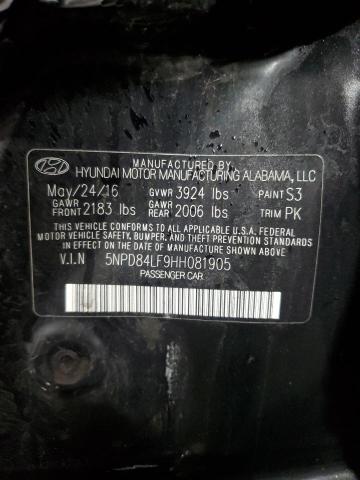 MANUFACTURED BY:
HYUNDAI MOTOR MANUFACTURING ALABAMA, LLC
May/24/16 GVWR 3924 lbs PAINT S3
GAWR FRONT 2183 lbs GAWR REAR 2006 lbs TRIM PK
THIS VEHICLE CONFORMS TO ALL APPLICABLE U.S.A FEDERAL
MOTOR VEHICLE SAFETY, BUMPER, AND THEFT PREVENTION STANDARDS
IN EFFECT ON THE DATE OF MANUFACTURE SHOWN ABOVE.
V.I.N 5NPD84LF9HH081905
PASSENGER CAR